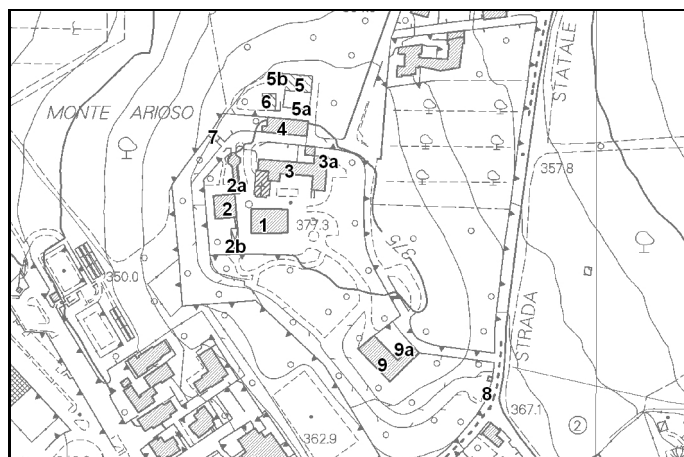 5b
5
6
5a
MONTE ARIOSO
4
7
3a
3
2a
2
1
377.3
2b
375
350.0
STATALE
357.8
STRADA
9a
9
8
367.1
362.9
2